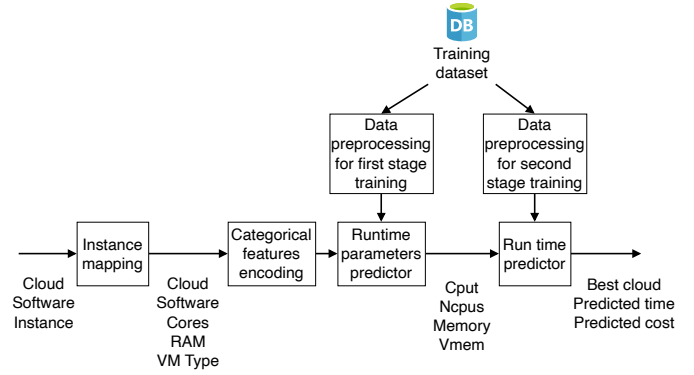 DB
Training
dataset
Data
preprocessing
for first stage
training
Data
preprocessing
for second
stage training
Instance
mapping
Categorical
features
encoding
Runtime
parameters
predictor
Run time
predictor
Cloud
Software
Instance
Cloud
Software
Cores
RAM
VM Type
Cput
Ncpus
Memory
Vmem
Best cloud
Predicted time
Predicted cost